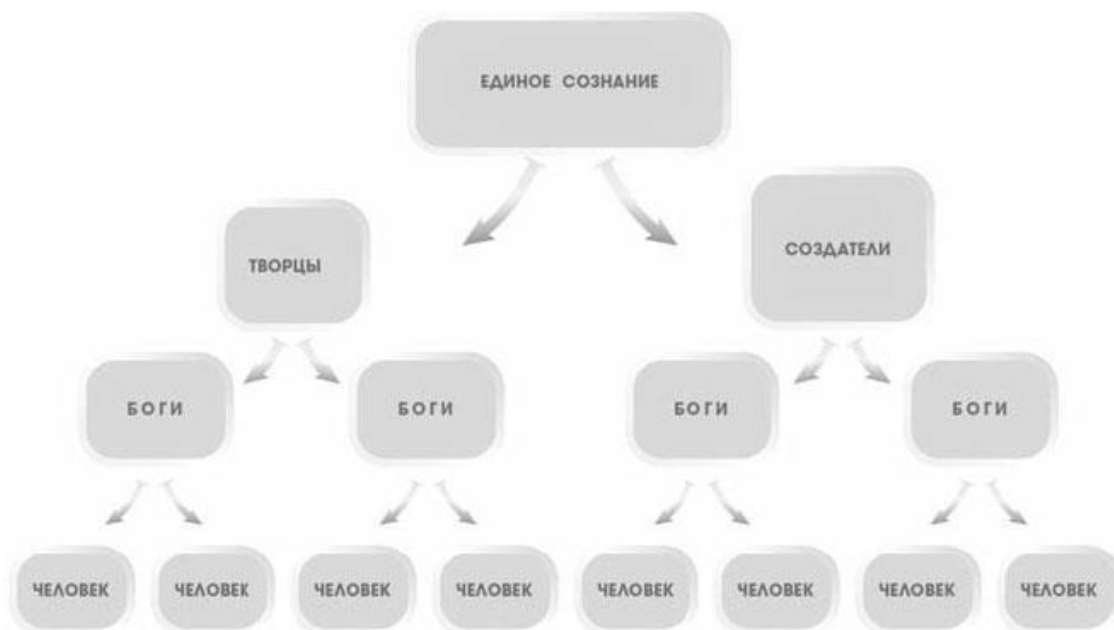 ЕДИНОЕ СОЗНАНИЕ
ТВОРЦЫ
СОЗДАТЕЛИ
БОГИ
БОГИ
БОГИ
БОГИ
ЧЕЛОВЕК
ЧЕЛОВЕК
ЧЕЛОВЕК
ЧЕЛОВЕК
ЧЕЛОВЕК
ЧЕЛОВЕК
ЧЕЛОВЕК
ЧЕЛОВЕК